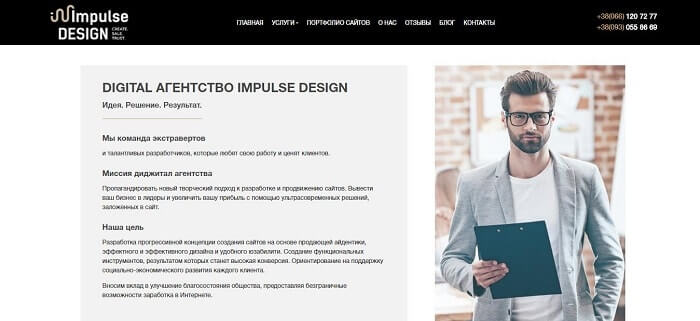 impulse
DESIGN
CREATE.
SALE.
TRUST.
ГЛАВНАЯ УСЛУГИ ПОРТФОЛИО САЙТОВ О НАС ОТЗЫВЫ БЛОГ КОНТАКТЫ
+38(066) 120 72 77
+38(093) 055 86 69
DIGITAL АГЕНТСТВО IMPULSE DESIGN
Идея. Решение. Результат.
Мы команда экстравертов
и талантливых разработчиков, которые любят свою работу и ценят клиентов.
Миссия диджитал агентства
Пропагандировать новый творческий подход к разработке и продвижению сайтов. Вывести
ваш бизнес в лидеры и увеличить вашу прибыль с помощью ультрасовременных решений,
заложенных в сайт.
Наша цель
Разработка прогрессивной концепции создания сайтов на основе продающей айдентики,
эффектного и эффективного дизайна и удобного юзабилити. Создание функциональных
инструментов, результатом которых станет высокая конверсия. Ориентирование на поддержку
социально-экономического развития каждого клиента.
Вносим вклад в улучшение благосостояния общества, предоставляя безграничные
возможности заработка в Интернете.